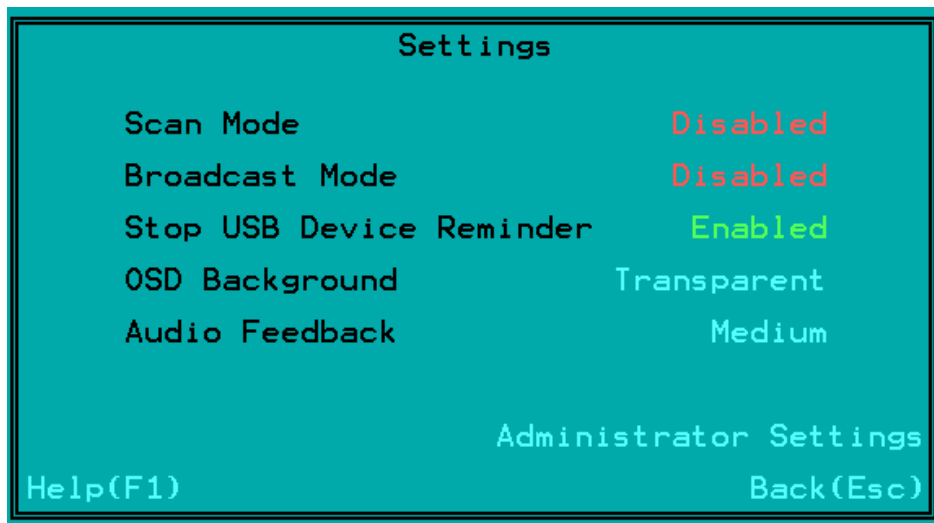 Settings
Scan Mode Disabled
Broadcast Mode Disabled
Stop USB Device Reminder Enabled
OSD Background Transparent
Audio Feedback Medium
Administrator Settings
Help(F1) Back(Esc)